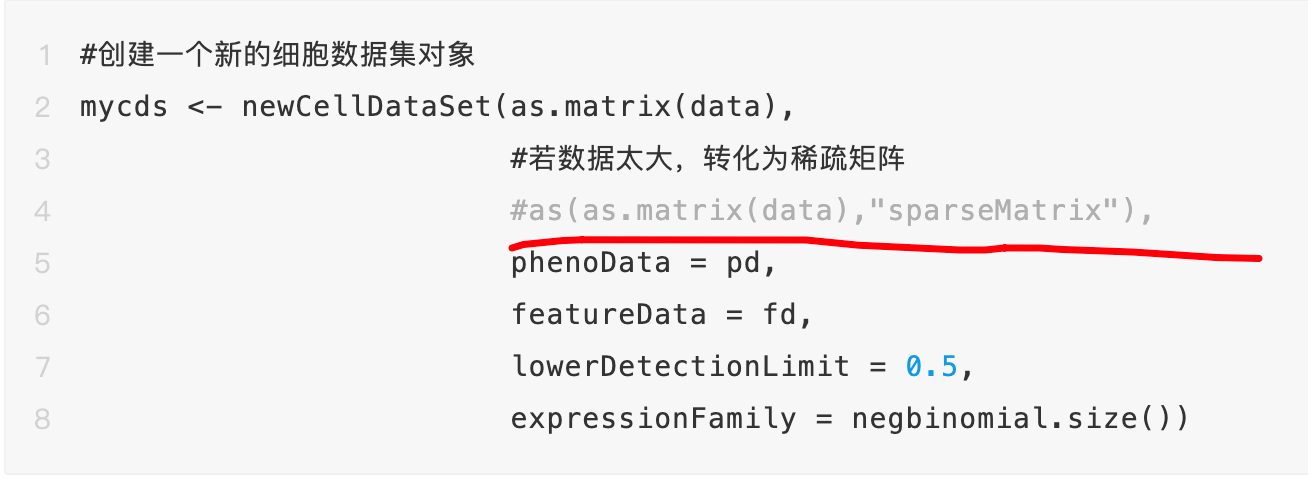 1 #创建一个新的细胞数据集对象
2 mycds <- newCellDataSet(as.matrix(data),
3 #若数据太大，转化为稀疏矩阵
4 #as(as.matrix(data),"sparseMatrix"),
5 phenoData = pd,
6 featureData = fd,
7 lowerDetectionLimit = 0.5,
8 expressionFamily = negbinomial.size())